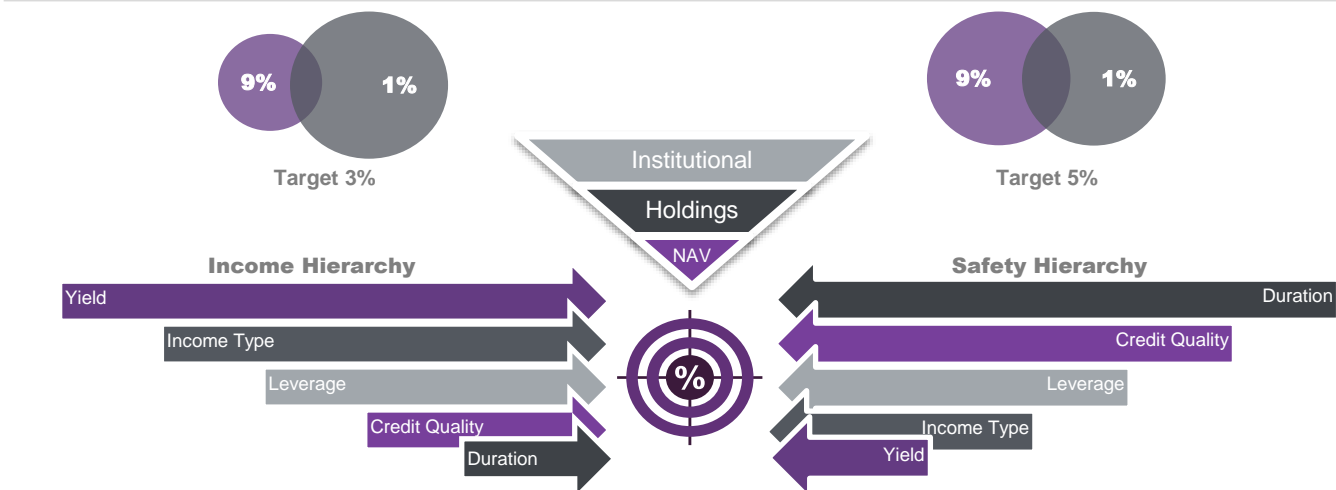 9%
1%
Target 3%
9%
1%
Target 5%
Institutional
Holdings
NAV
Income Hierarchy
Yield
Income Type
Leverage
Credit Quality
Duration
%
Safety Hierarchy
Duration
Credit Quality
Leverage
Income Type
Yield